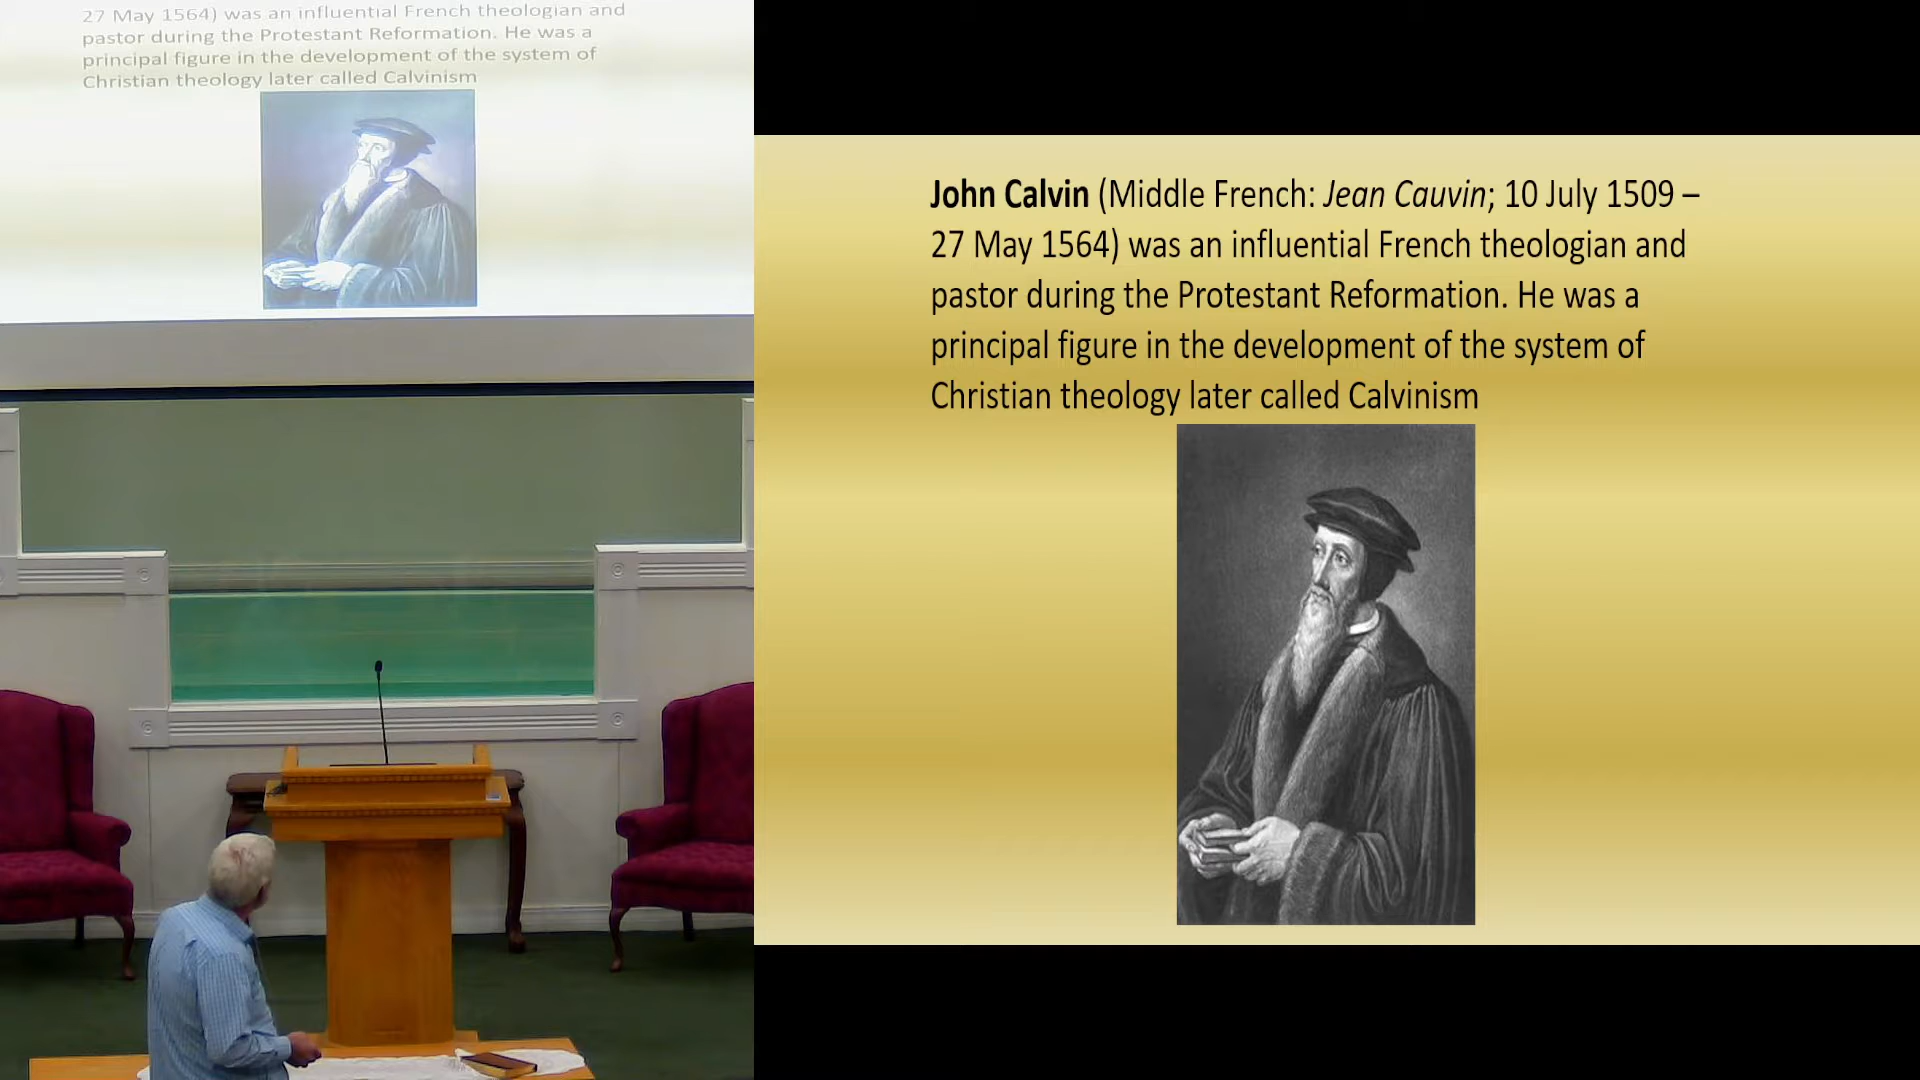 27 May 1564) was an influential French theologian and
pastor during the Protestant Reformation. He was a
principal figure in the development of the system of
Christian theology later called Calvinism
John Calvin (Middle French: Jean Cauvin; 10 July 1509 –
27 May 1564) was an influential French theologian and
pastor during the Protestant Reformation. He was a
principal figure in the development of the system of
Christian theology later called Calvinism